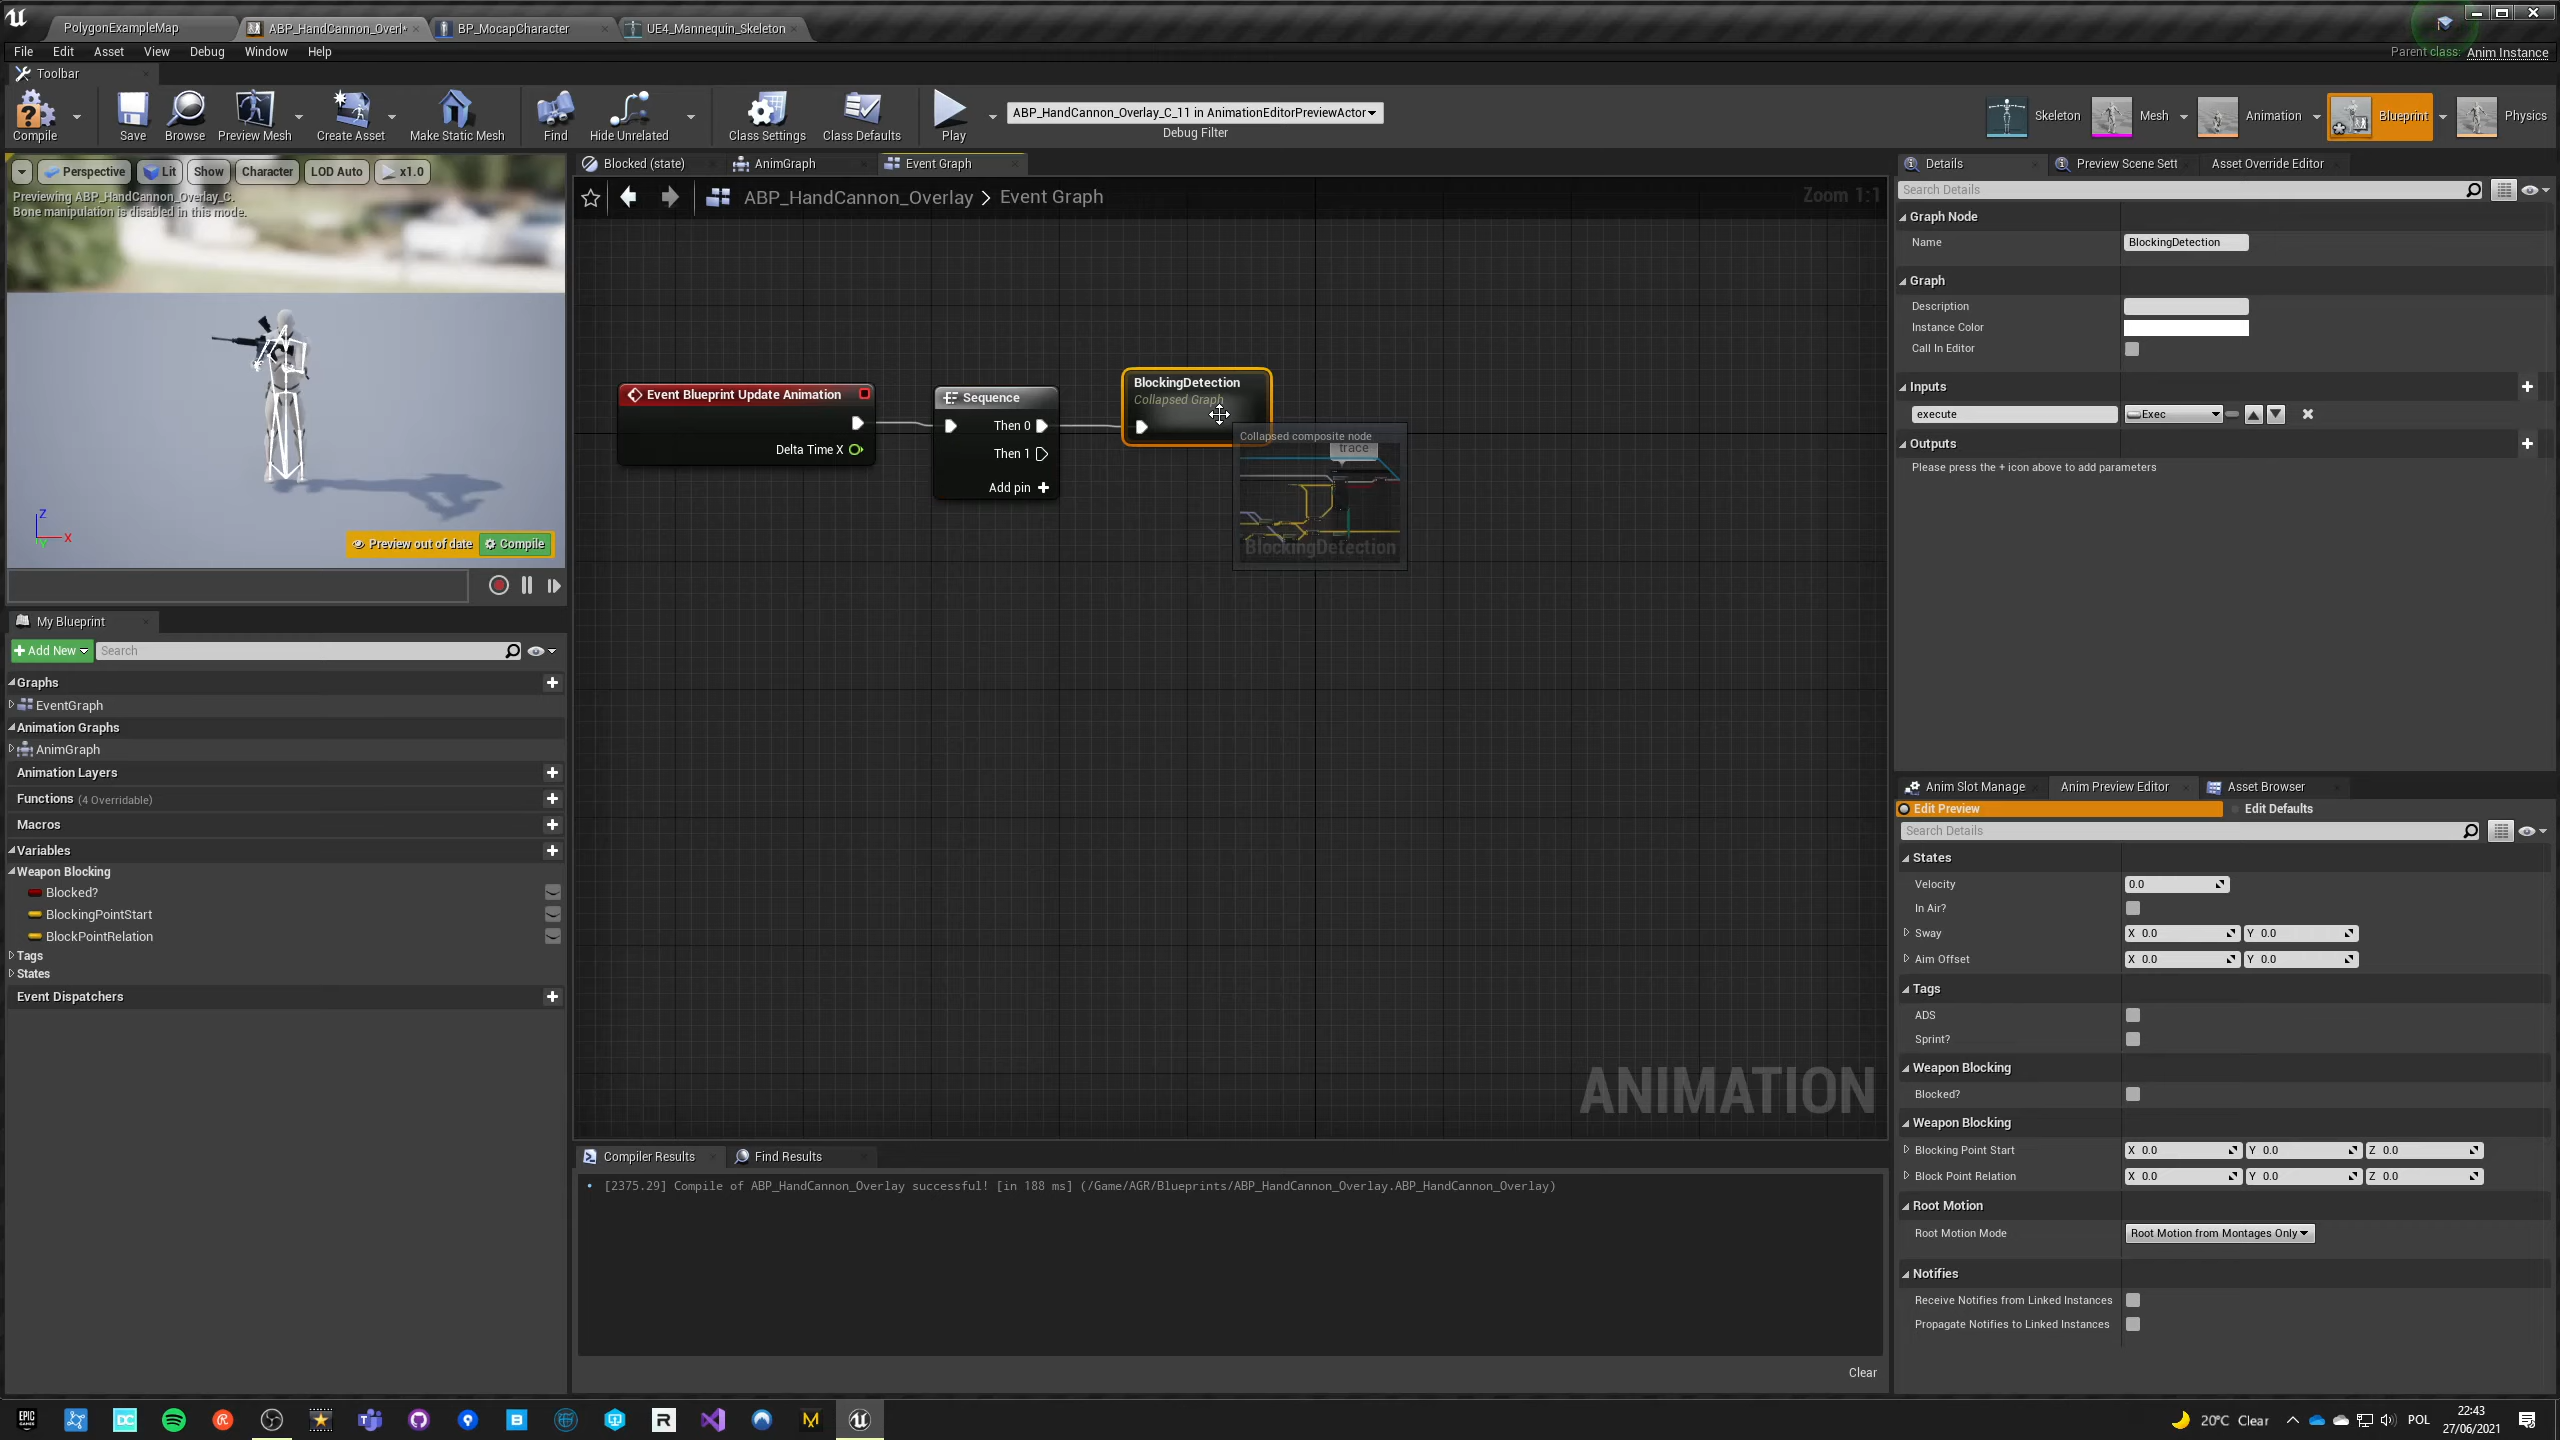 PolygonExampleMap
ABP_HandCannon_Overl
BP_MocapCharacter
UE4_Mannequin_Skeleton
File Edit Asset View Debug Window Help
Parent class: Anim Instance
Toolbar
Compile Save Browse Preview Mesh Create Asset Make Static Mesh Find Hide Unrelated Class Settings Class Defaults Play
ABP_HandCannon_Overlay_C_11 in AnimationEditorPreviewActor
Debug Filter
Skeleton Mesh Animation Blueprint Physics
Perspective Lit Show Character LOD Auto x1.0
Previewing ABP_HandCannon_Overlay_C.
Bone manipulation is disabled in this mode.
Z
X
Preview out of date Compile
Blocked (state) AnimGraph Event Graph
ABP_HandCannon_Overlay > Event Graph
Zoom 1:1
Event Blueprint Update Animation
Delta Time X
Sequence
Then 0
Then 1
Add pin +
BlockingDetection
Collapsed Graph
Collapsed composite node
trace
BlockingDetection
ANIMATION
My Blueprint
+ Add New Search
Graphs
EventGraph
Animation Graphs
AnimGraph
Animation Layers
Functions (4 Overridable)
Macros
Variables
Weapon Blocking
Blocked?
BlockingPointStart
BlockPointRelation
Tags
States
Event Dispatchers
Compiler Results Find Results
• [2375.29] Compile of ABP_HandCannon_Overlay successful! [in 188 ms] (/Game/AGR/Blueprints/ABP_HandCannon_Overlay.ABP_HandCannon_Overlay)
Clear
Details Preview Scene Sett Asset Override Editor
Search Details
Graph Node
Name BlockingDetection
Graph
Description
Instance Color
Call In Editor
Inputs
execute Exec
Outputs
Please press the + icon above to add parameters
Anim Slot Manage Anim Preview Editor Asset Browser
Edit Preview Edit Defaults
Search Details
States
Velocity 0.0
In Air?
Sway X 0.0 Y 0.0
Aim Offset X 0.0 Y 0.0
Tags
ADS
Sprint?
Weapon Blocking
Blocked?
Weapon Blocking
Blocking Point Start X 0.0 Y 0.0 Z 0.0
Block Point Relation X 0.0 Y 0.0 Z 0.0
Root Motion
Root Motion Mode Root Motion from Montages Only
Notifies
Receive Notifies from Linked Instances
Propagate Notifies to Linked Instances
EPIC GAMES
DC
B
R
M
20°C Clear
POL
22:43
27/06/2021